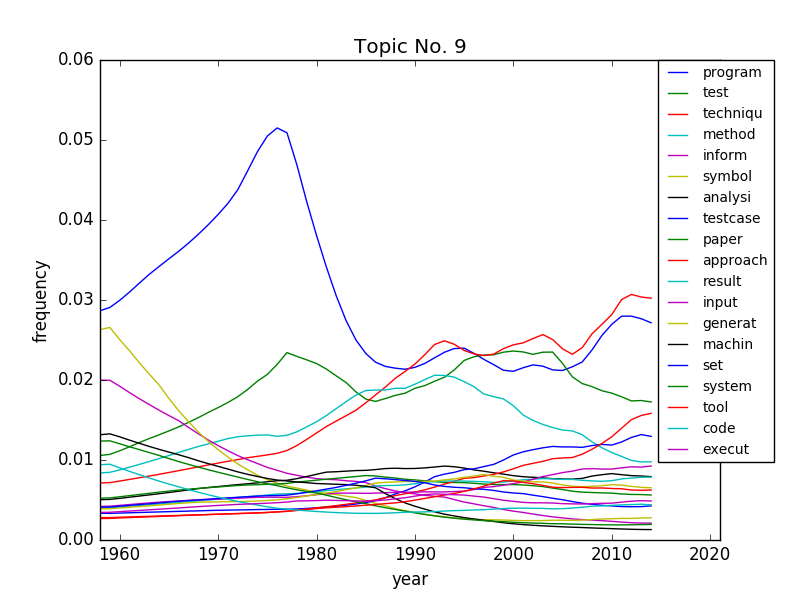 Topic No. 9
0.06
0.05
0.04
0.03
0.02
0.01
0.00
frequency
1960 1970 1980 1990 2000 2010 2020
year
program
test
techniqu
method
inform
symbol
analysi
testcase
paper
approach
result
input
generat
machin
set
system
tool
code
execut